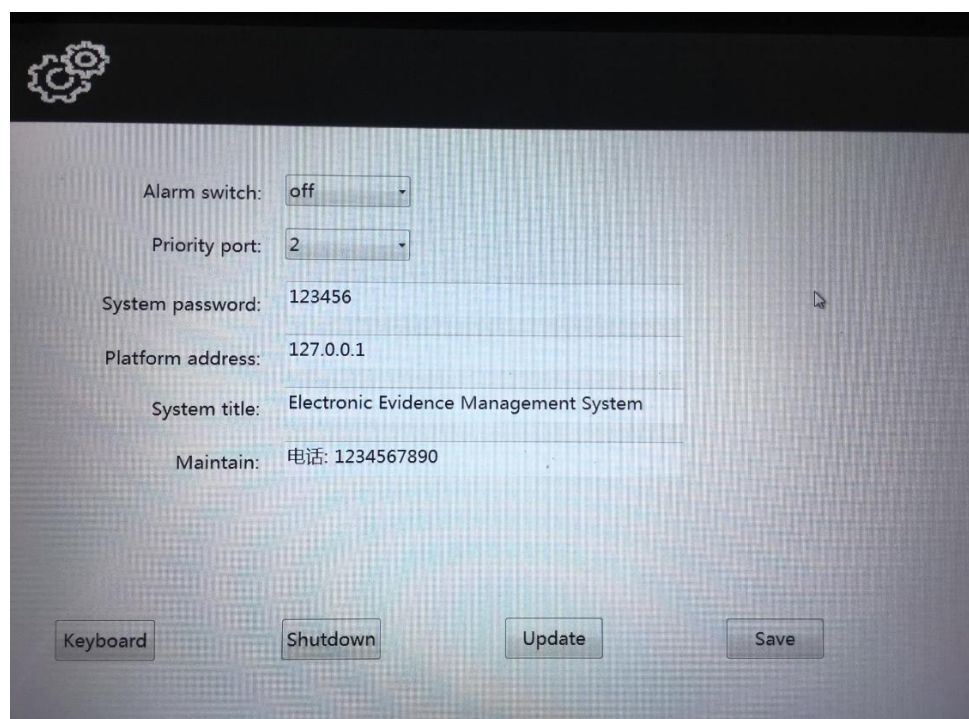 Alarm switch: off
Priority port: 2
System password: 123456
Platform address: 127.0.0.1
System title: Electronic Evidence Management System
Maintain: 电话: 1234567890
Keyboard Shutdown Update Save